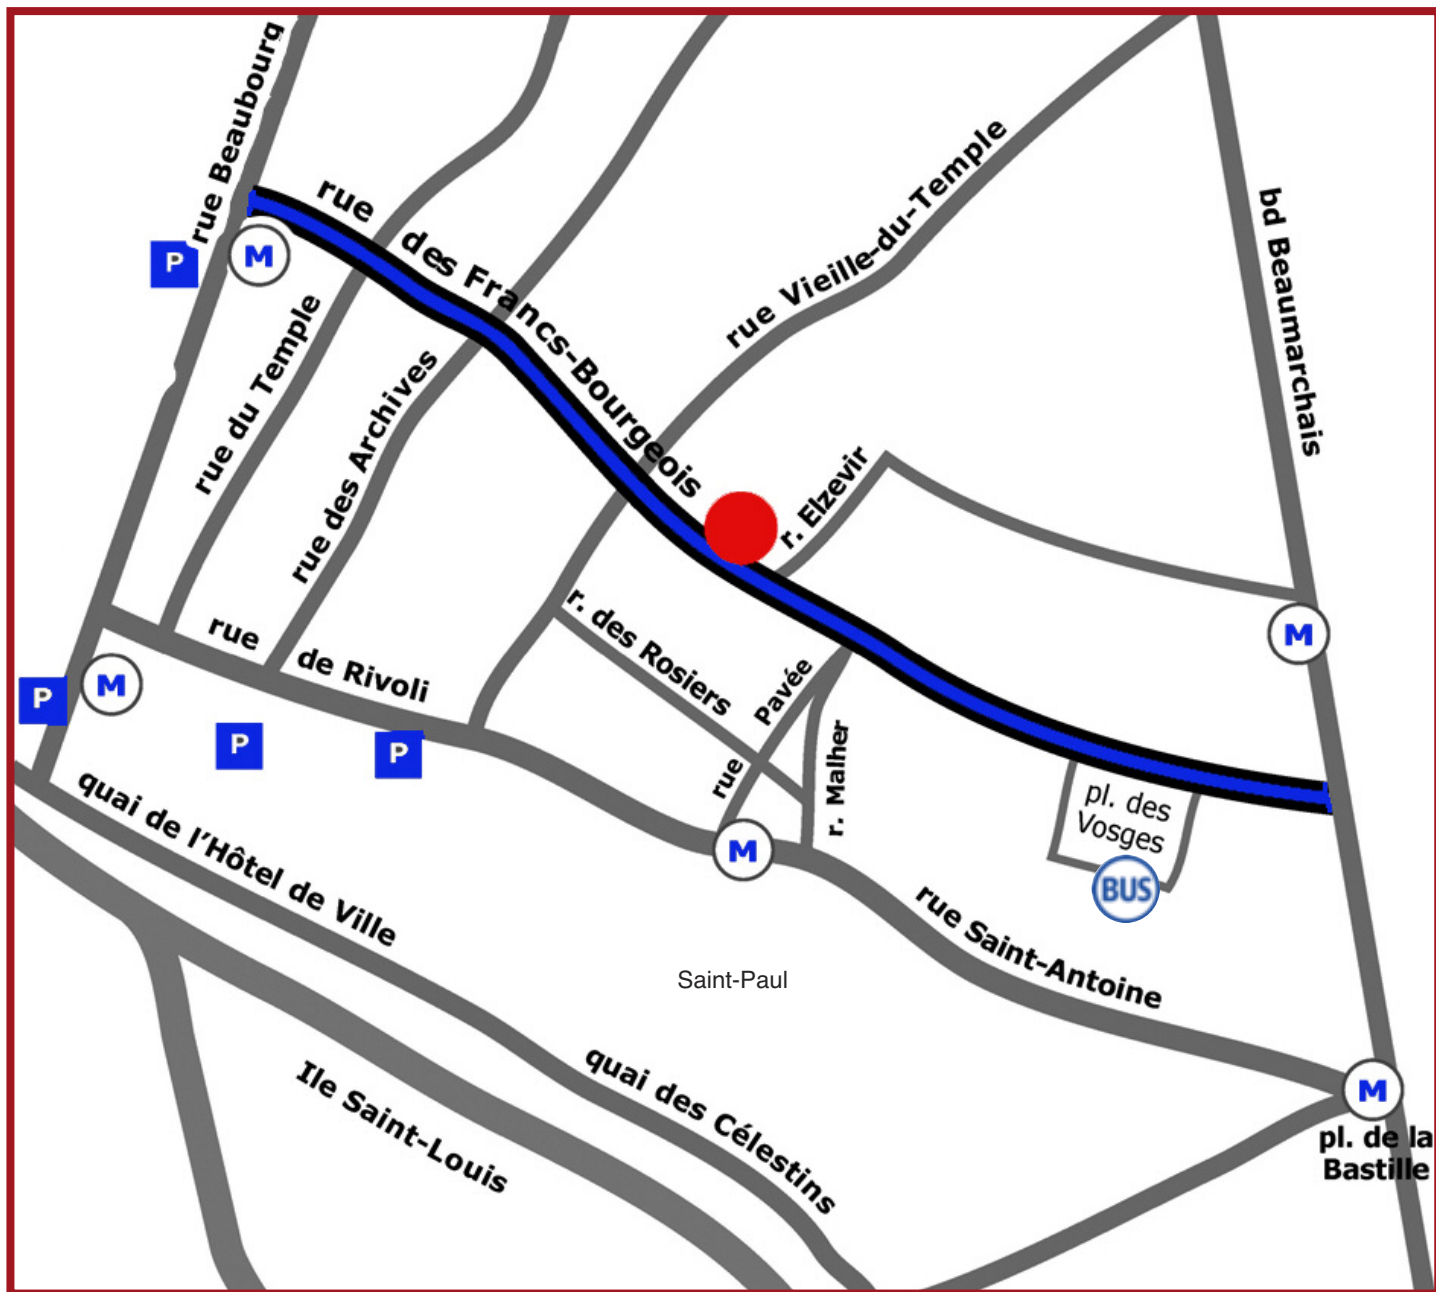 rue Beaubourg
rue des Francs-Bourgeois
P
M
rue du Temple
rue des Archives
rue Vieille-du-Temple
bd Beaumarchais
r. Elzevir
r. des Rosiers
rue Pavée
r. Malher
M
rue de Rivoli
P
M
P
P
pl. des
Vosges
BUS
M
quai de l'Hôtel de Ville
rue Saint-Antoine
Saint-Paul
quai des Célestins
Ile Saint-Louis
M
pl. de la
Bastille